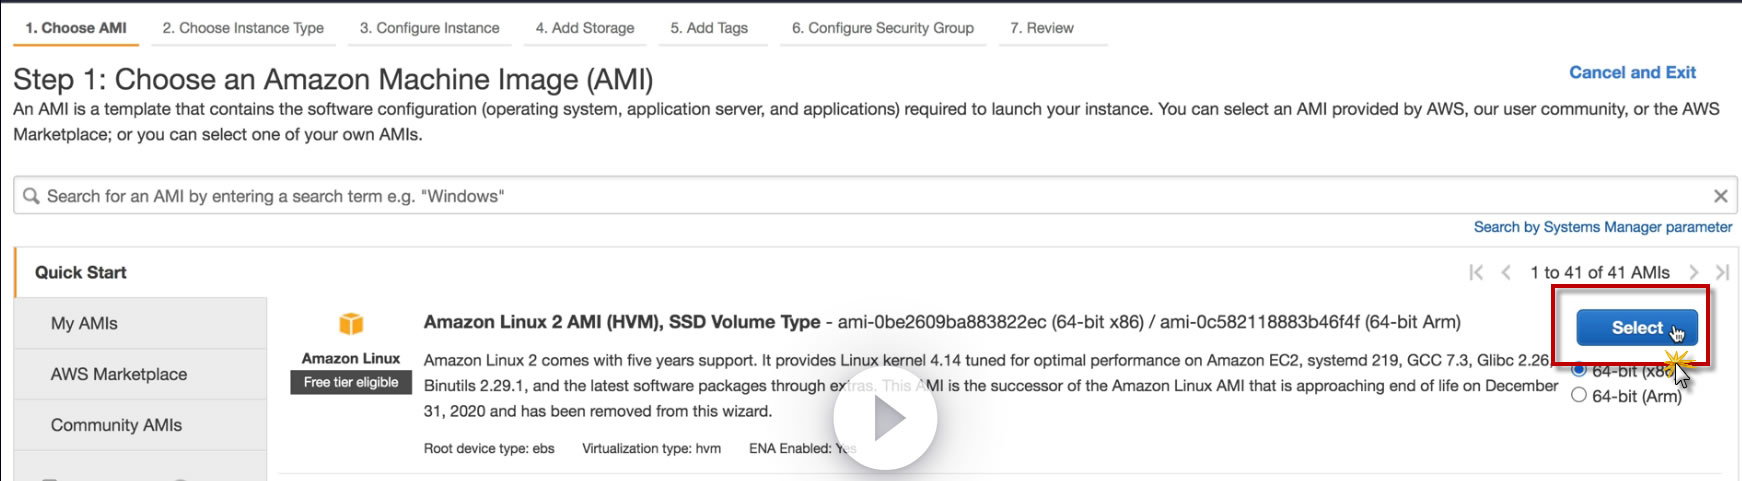 1. Choose AMI 2. Choose Instance Type 3. Configure Instance 4. Add Storage 5. Add Tags 6. Configure Security Group 7. Review
Step 1: Choose an Amazon Machine Image (AMI)
Cancel and Exit
An AMI is a template that contains the software configuration (operating system, application server, and applications) required to launch your instance. You can select an AMI provided by AWS, our user community, or the AWS
Marketplace; or you can select one of your own AMIs.
Search for an AMI by entering a search term e.g. "Windows"
Search by Systems Manager parameter
Quick Start
1 to 41 of 41 AMIs
My AMIs
AWS Marketplace
Community AMIs
Amazon Linux
Free tier eligible
Amazon Linux 2 AMI (HVM), SSD Volume Type - ami-0be2609ba883822ec (64-bit x86) / ami-0c582118883b46f4f (64-bit Arm)
Amazon Linux 2 comes with five years support. It provides Linux kernel 4.14 tuned for optimal performance on Amazon EC2, systemd 219, GCC 7.3, Glibc 2.26,
Binutils 2.29.1, and the latest software packages through extras. This AMI is the successor of the Amazon Linux AMI that is approaching end of life on December
31, 2020 and has been removed from this wizard.
Root device type: ebs Virtualization type: hvm ENA Enabled: Yes
Select
64-bit
64-bit (Arm)